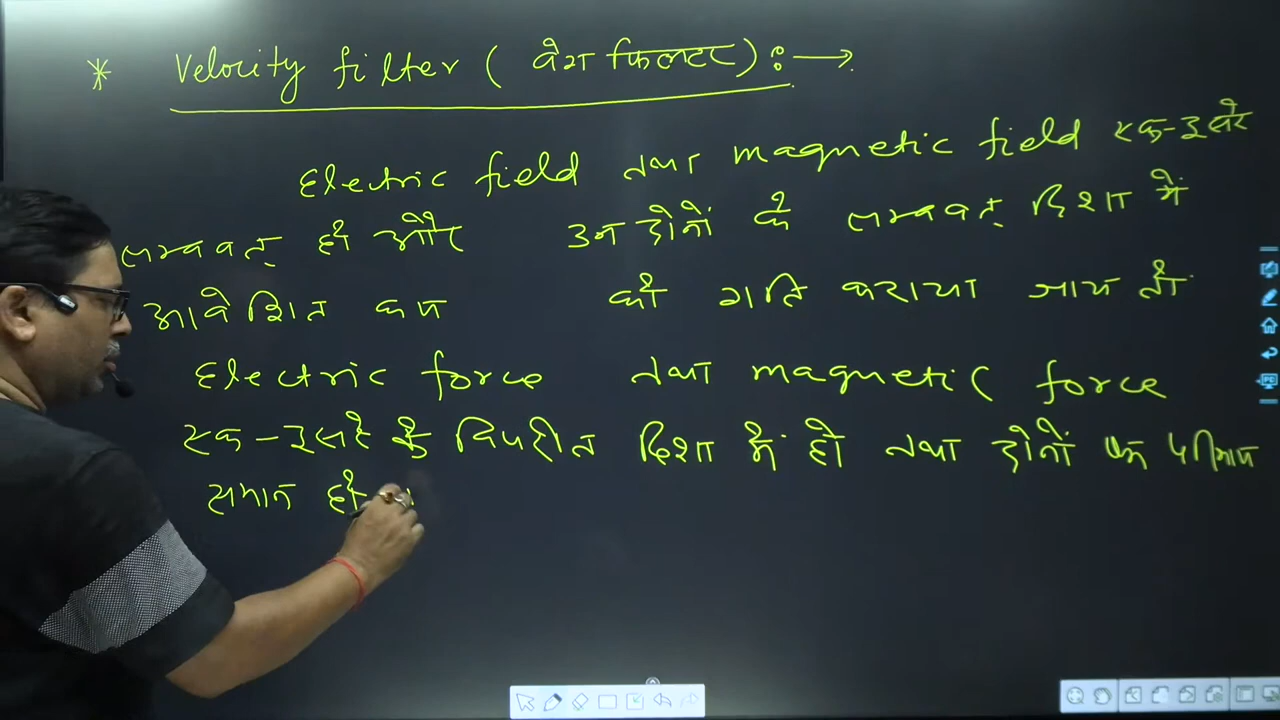 * Velocity filter ( वेग फिल्टर ) : →
Electric field तथा magnetic field एक-दूसरे
लम्बवत् हो और उन दोनों के लम्बवत् दिशा में
आवेशित कण को गति कराया जाय तो
Electric force तथा magnetic force
एक-दूसरे के विपरीत दिशा में हो तथा दोनों का परिमाण
समान हो